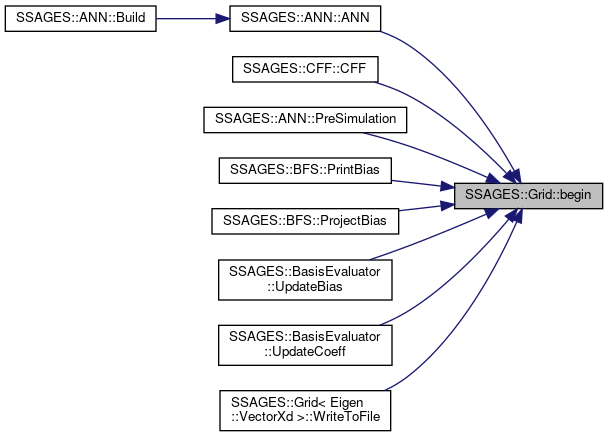 SSAGES::ANN::Build
SSAGES::ANN::ANN
SSAGES::CFF::CFF
SSAGES::ANN::PreSimulation
SSAGES::BFS::PrintBias
SSAGES::Grid::begin
SSAGES::BFS::ProjectBias
SSAGES::BasisEvaluator
::UpdateBias
SSAGES::BasisEvaluator
::UpdateCoeff
SSAGES::Grid< Eigen
::VectorXd >::WriteToFile